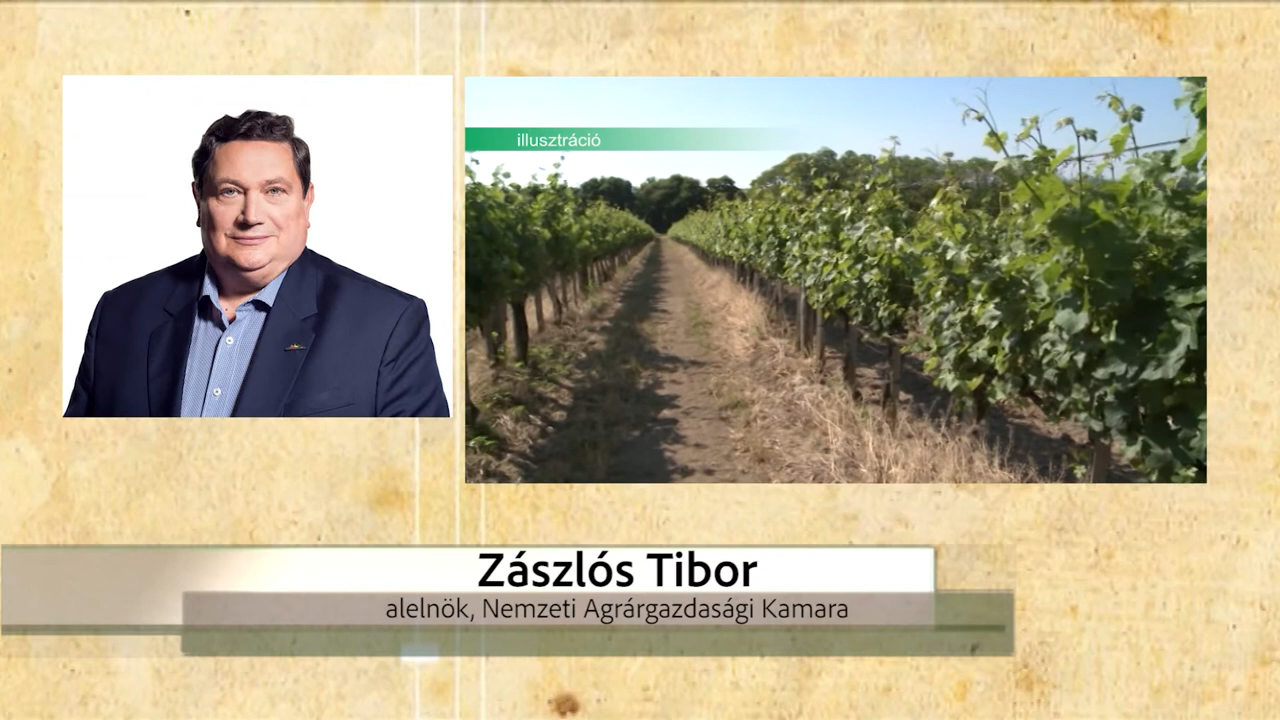 illusztráció
Zászlós Tibor
alelnök, Nemzeti Agrárgazdasági Kamara